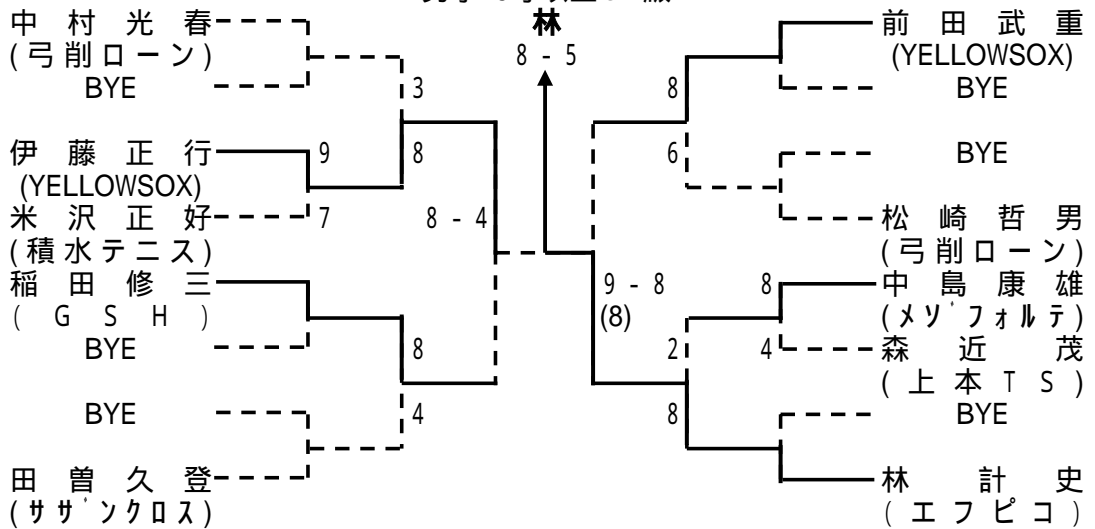 林
8 - 5
中村光春
(弓削ローン)
BYE
3
伊藤正行
(YELLOWSOX)
9
8
米沢正好
(積水テニス)
7
8 - 4
稲田修三
(GSH)
BYE
8
BYE
4
田曽久登
(ササ゛ンクロス)
前田武重
(YELLOWSOX)
8
BYE
6
BYE
松崎哲男
(弓削ローン)
9 - 8
(8)
8
中島康雄
(メソ゛フォルテ)
2
4
森近茂
(上本TS)
8
BYE
林計史
(エフピコ)